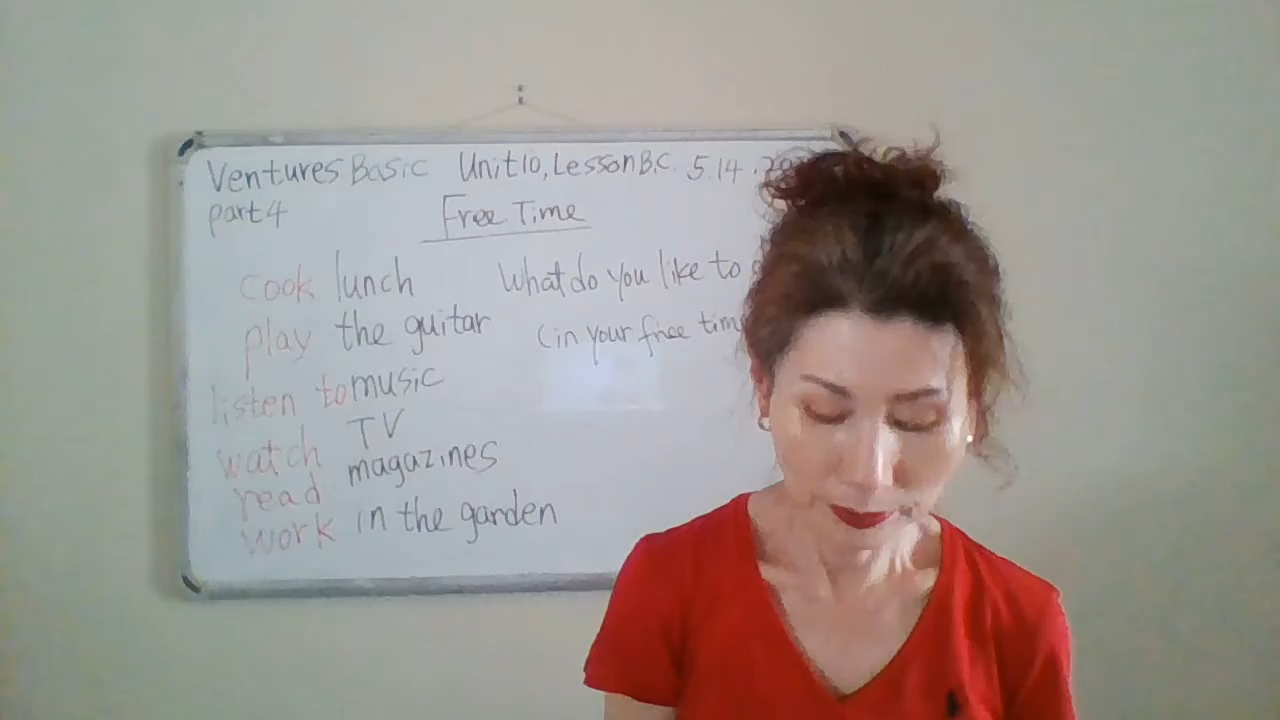 Ventures Basic Unit 10, Lesson B.C. 5.14.
part 4 Free Time
cook lunch
play the guitar
listen to music
watch TV
read magazines
work in the garden
What do you like to
(in your free